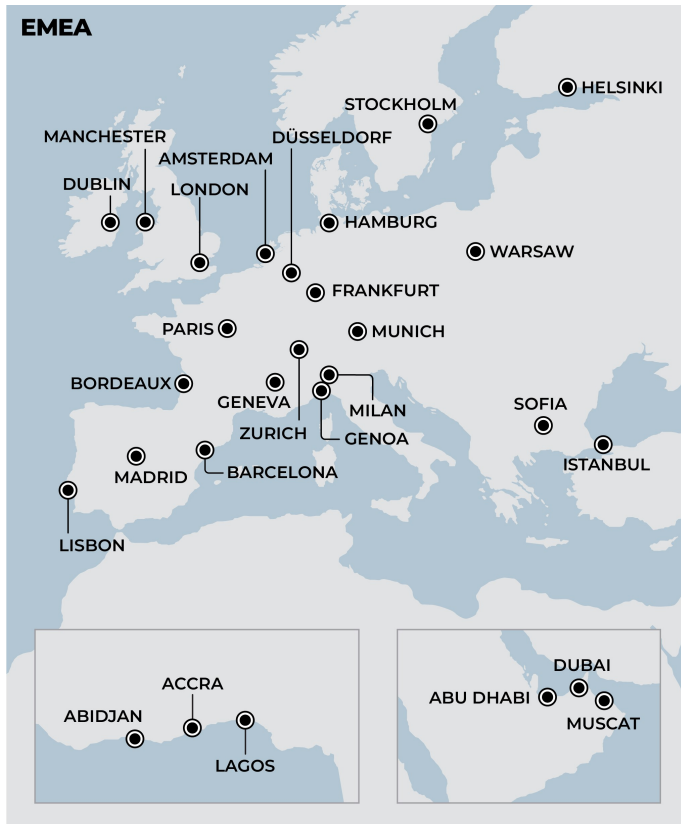 EMEA
HELSINKI
STOCKHOLM
MANCHESTER
DÜSSELDORF
AMSTERDAM
DUBLIN
LONDON
HAMBURG
WARSAW
FRANKFURT
PARIS
MUNICH
BORDEAUX
GENEVA
MILAN
SOFIA
ZURICH
GENOA
ISTANBUL
MADRID
BARCELONA
LISBON
ACCRA
ABIDJAN
LAGOS
DUBAI
ABU DHABI
MUSCAT